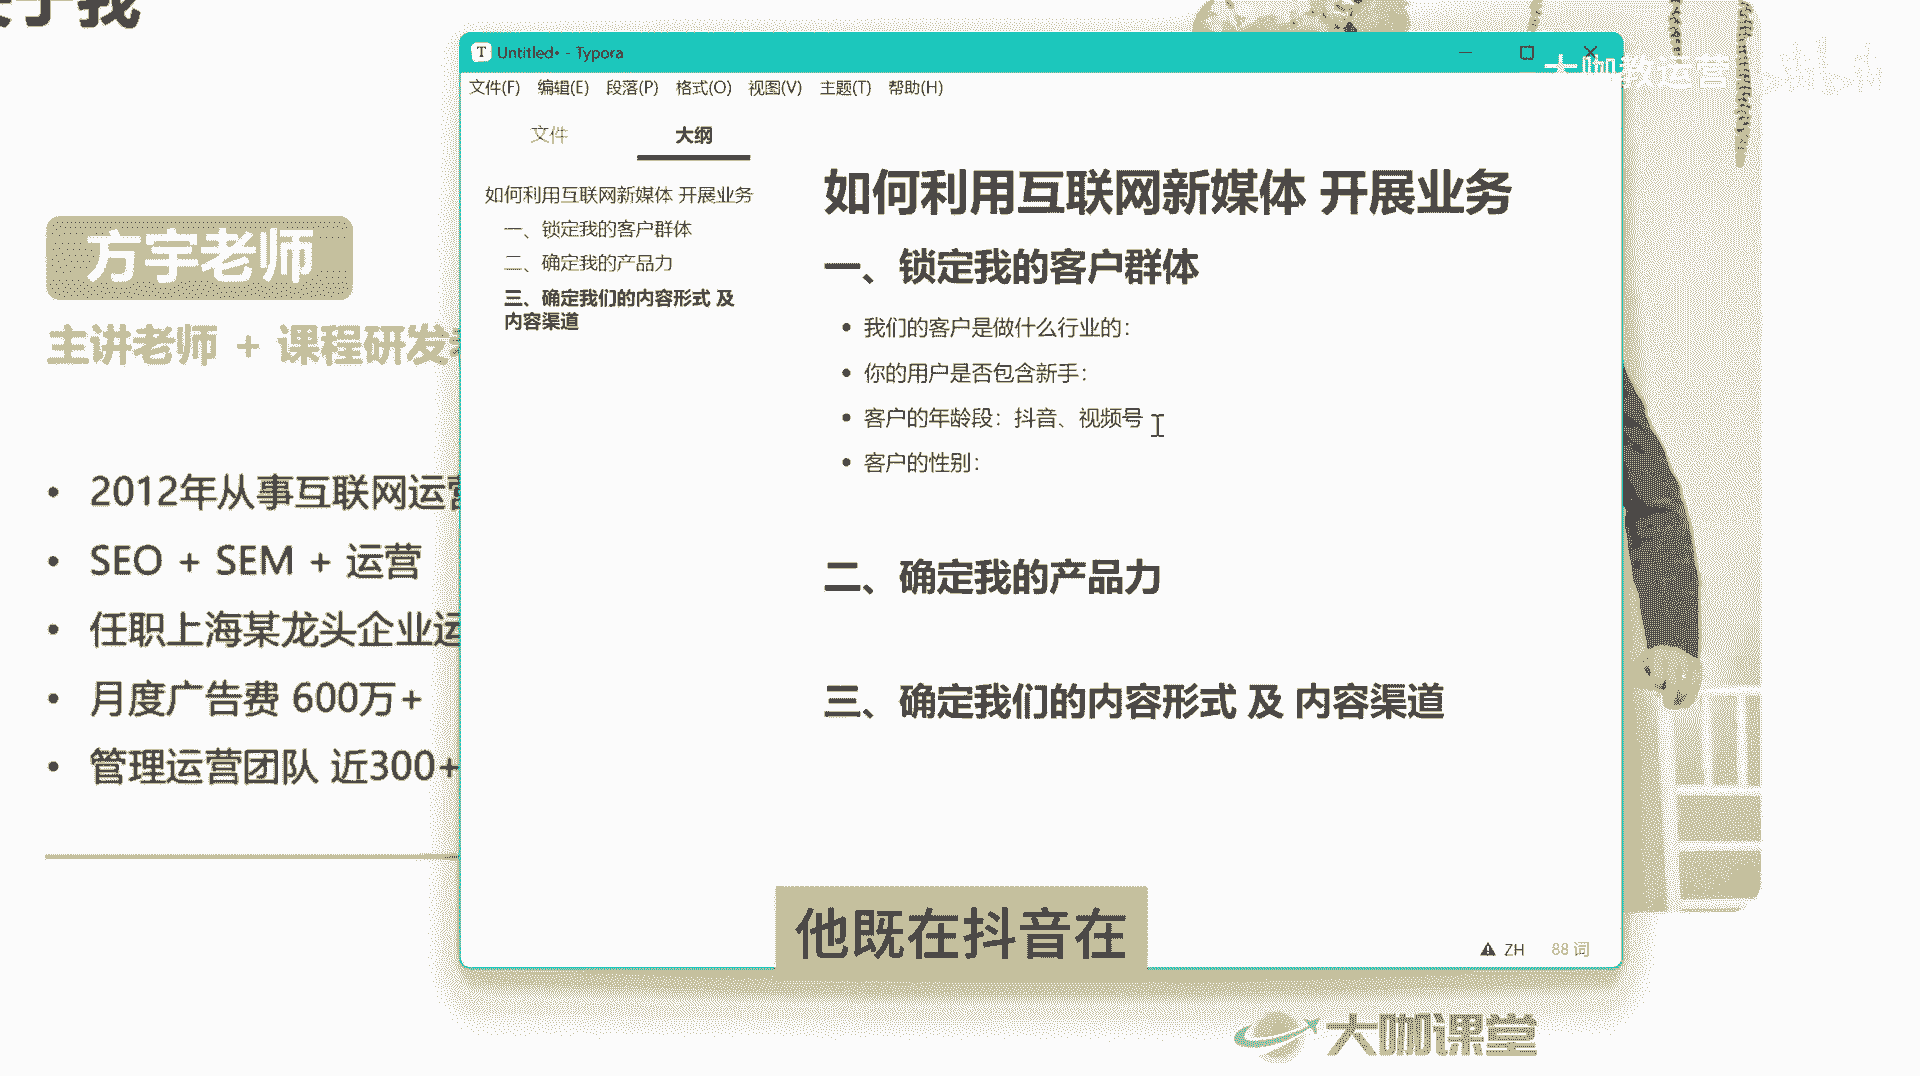 于我
方宇老师
主讲老师 + 课程研发
• 2012年从事互联网运营
• SEO + SEM + 运营
• 任职上海某龙头企业运
• 月度广告费 600万+
• 管理运营团队 近300+
Untitled• - Typora
大咖教运营
文件(F) 编辑(E) 段落(P) 格式(O) 视图(V) 主题(T) 帮助(H)
文件 大纲
如何利用互联网新媒体 开展业务
一、锁定我的客户群体
二、确定我的产品力
三、确定我们的内容形式 及
内容渠道
如何利用互联网新媒体 开展业务
一、锁定我的客户群体
• 我们的客户是做什么行业的：
• 你的用户是否包含新手：
• 客户的年龄段：抖音、视频号
• 客户的性别：
二、确定我的产品力
三、确定我们的内容形式 及 内容渠道
他既在抖音在
ZH 88 词
大咖课堂